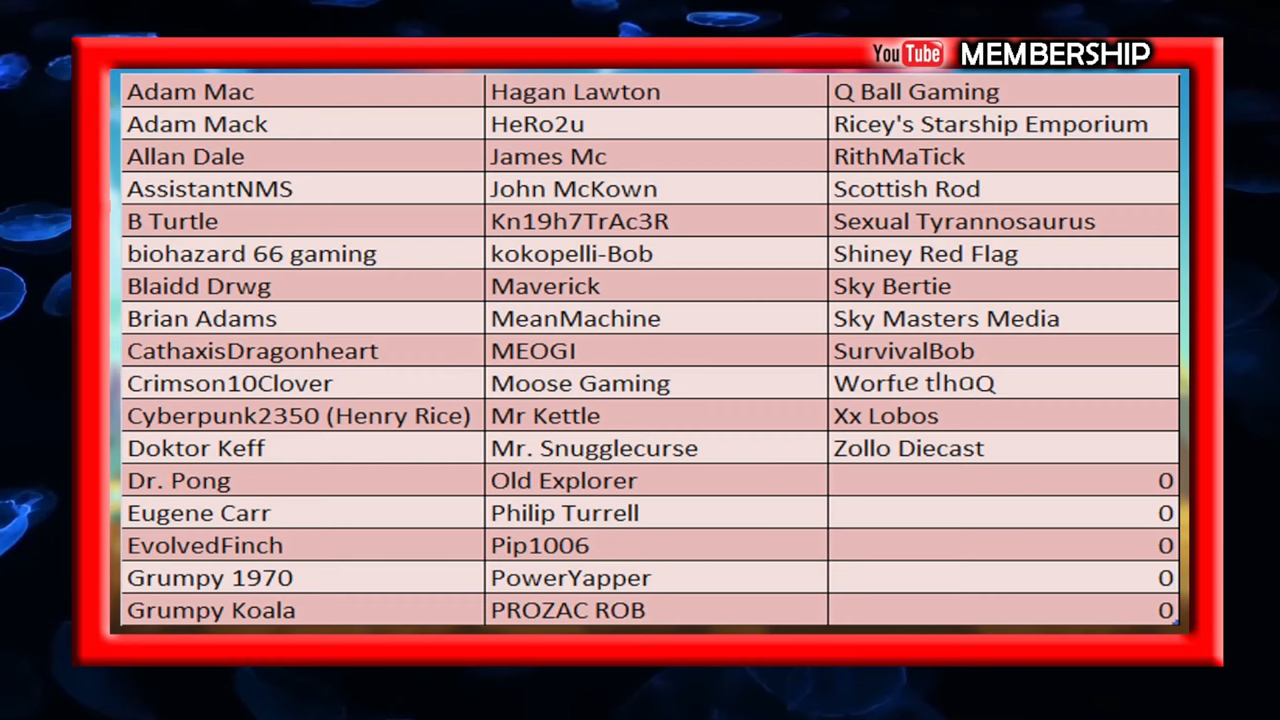 YouTube MEMBERSHIP
Adam Mac Hagan Lawton Q Ball Gaming
Adam Mack HeRo2u Ricey's Starship Emporium
Allan Dale James Mc RithMaTick
AssistantNMS John McKown Scottish Rod
B Turtle Kn19h7TrAc3R Sexual Tyrannosaurus
biohazard 66 gaming kokopelli-Bob Shiney Red Flag
Blaidd Drwg Maverick Sky Bertie
Brian Adams MeanMachine Sky Masters Media
CathaxisDragonheart MEOGI SurvivalBob
Crimson10Clover Moose Gaming
Cyberpunk2350 (Henry Rice) Mr Kettle Xx Lobos
Doktor Keff Mr. Snugglecurse Zollo Diecast
Dr. Pong Old Explorer 0
Eugene Carr Philip Turrell 0
EvolvedFinch Pip1006 0
Grumpy 1970 PowerYapper 0
Grumpy Koala PROZAC ROB 0